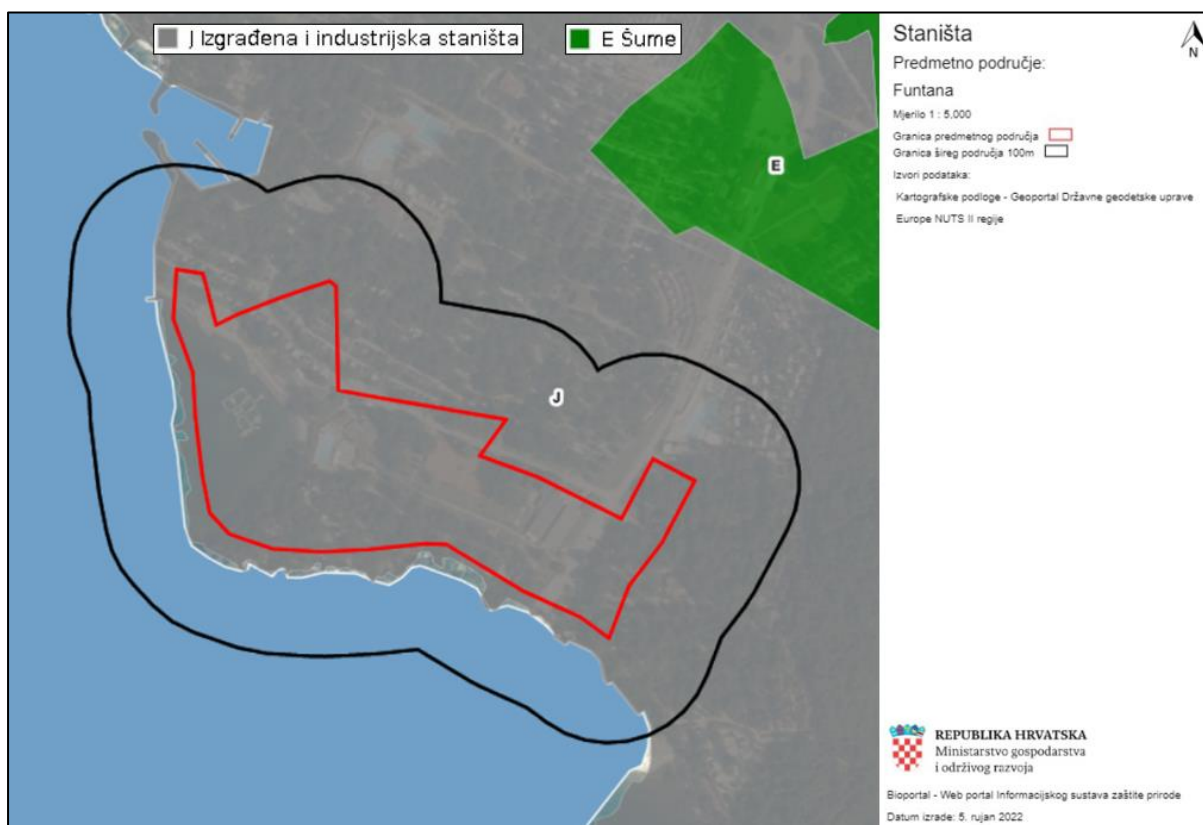 J Izgrađena i industrijska staništa
E Šume
E
J
Staništa
N
Predmetno područje:
Funtana
Mjerilo 1 : 5,000
Granica predmetnog područja
Granica šireg područja 100m
Izvori podataka:
Kartografske podloge - Geoportal Državne geodetske uprave
Europe NUTS II regije
REPUBLIKA HRVATSKA
Ministarstvo gospodarstva
i održivog razvoja
Bioportal - Web portal Informacijskog sustava zaštite prirode
Datum izrade: 5. rujan 2022